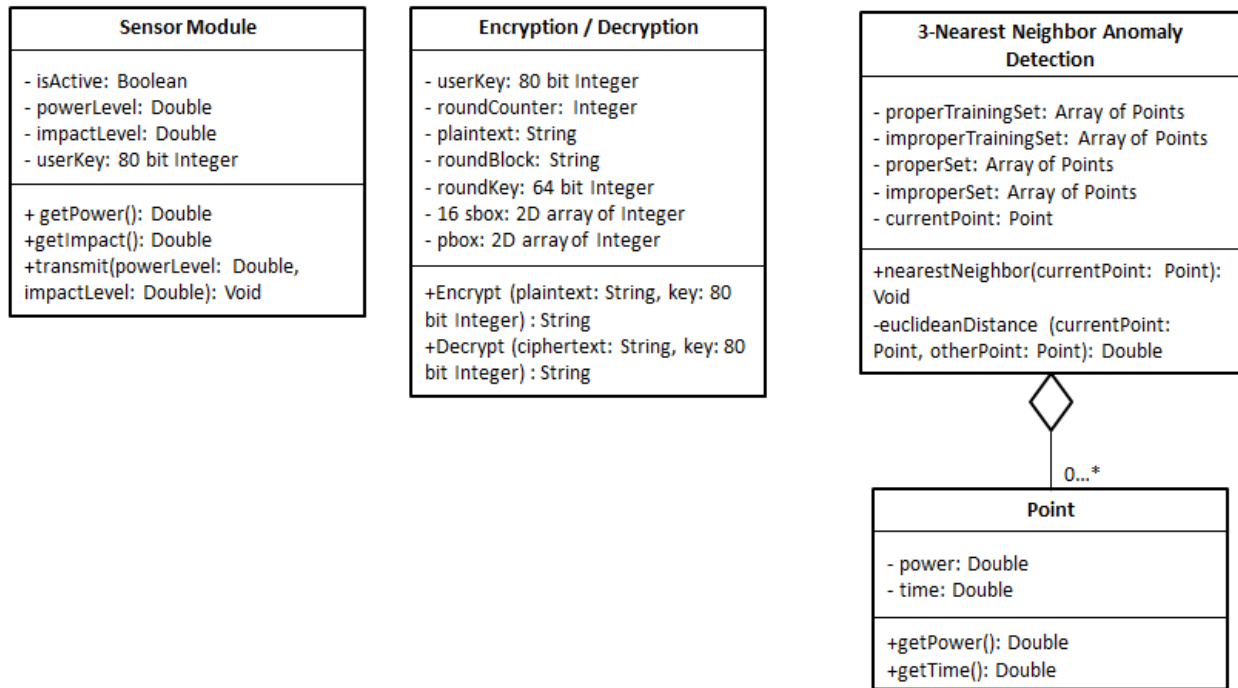 Sensor Module
- isActive: Boolean
- powerLevel: Double
- impactLevel: Double
- userKey: 80 bit Integer
+ getPower(): Double
+getImpact(): Double
+transmit(powerLevel: Double,
impactLevel: Double): Void
Encryption / Decryption
- userKey: 80 bit Integer
- roundCounter: Integer
- plaintext: String
- roundBlock: String
- roundKey: 64 bit Integer
- 16 sbox: 2D array of Integer
- pbox: 2D array of Integer
+Encrypt (plaintext: String, key: 80
bit Integer) : String
+Decrypt (ciphertext: String, key: 80
bit Integer) : String
3-Nearest Neighbor Anomaly
Detection
- properTrainingSet: Array of Points
- improperTrainingSet: Array of Points
- properSet: Array of Points
- improperSet: Array of Points
- currentPoint: Point
+nearestNeighbor(currentPoint: Point):
Void
-euclideanDistance (currentPoint:
Point, otherPoint: Point): Double
0...*
Point
- power: Double
- time: Double
+getPower(): Double
+getTime(): Double